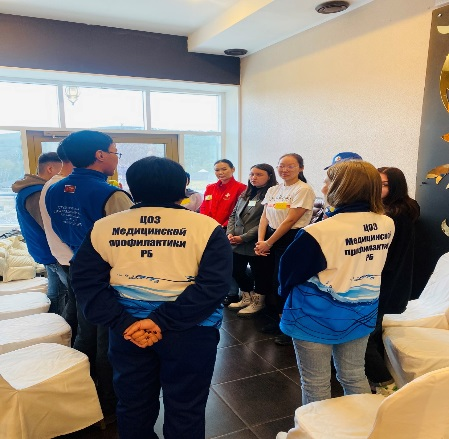 ЦОЗ
Медицинской
профилактики
РБ
ЦОЗ
Медицинской
профилактики
РБ